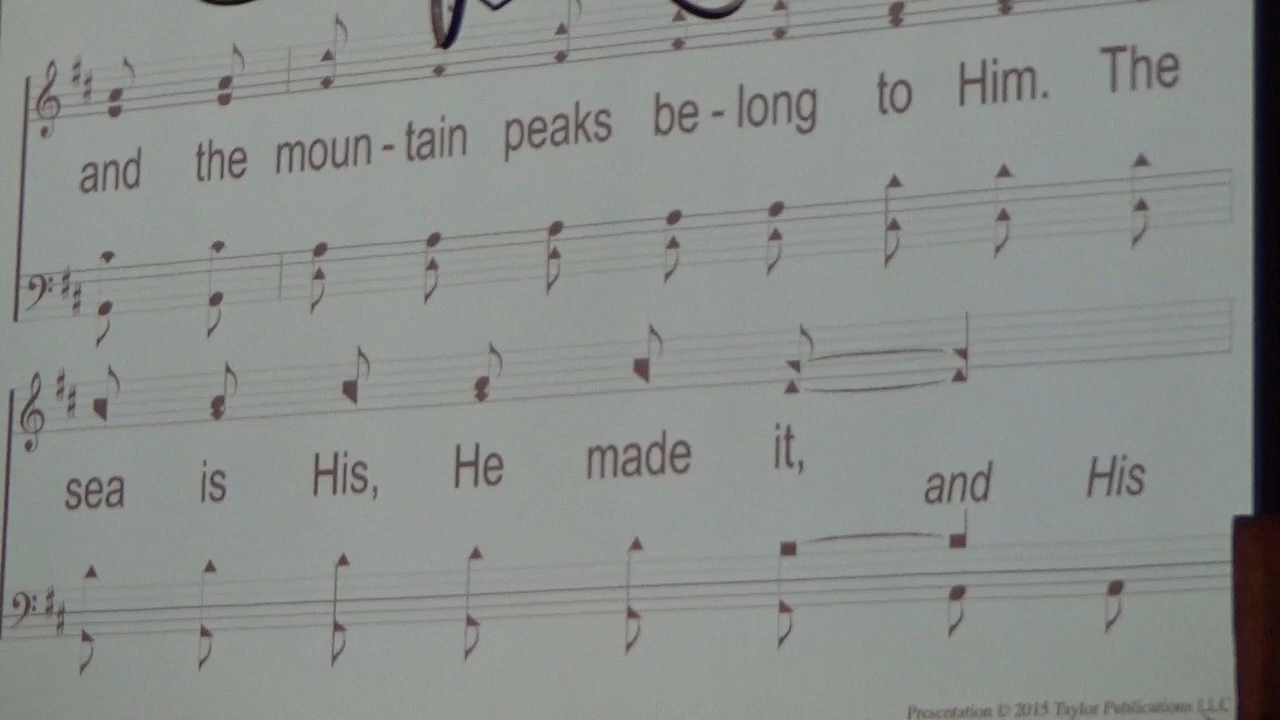 and the moun - tain peaks be - long to Him. The
sea is His, He made it, and His
Presentation © 2015 Taylor Publications LLC